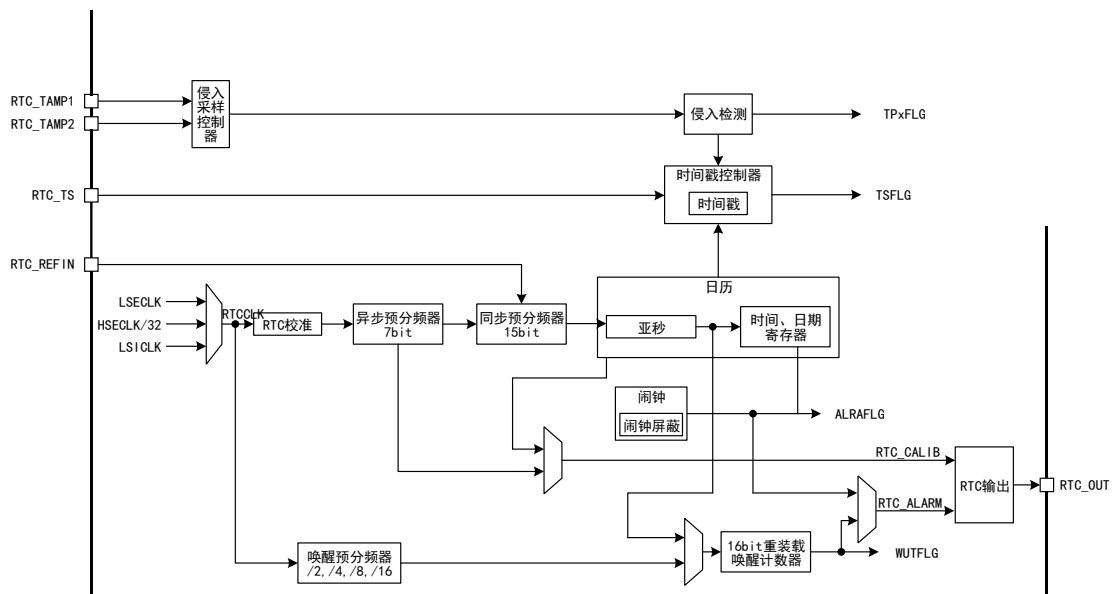 RTC_TAMP1
RTC_TAMP2
侵入
采样
控制
器
侵入检测
TPxFLG
RTC_TS
时间戳控制器
时间戳
TSFLG
RTC_REFIN
日历
LSECLK
HSECLK/32
LSICLK
RTCCLK
RTC校准
异步预分频器
7bit
同步预分频器
15bit
亚秒
时间、日期
寄存器
闹钟
闹钟屏蔽
ALRAFLG
RTC_CALIB
RTC_ALARM
RTC输出
RTC_OUT
唤醒预分频器
/2,/4,/8,/16
16bit重装载
唤醒计数器
WUTFLG